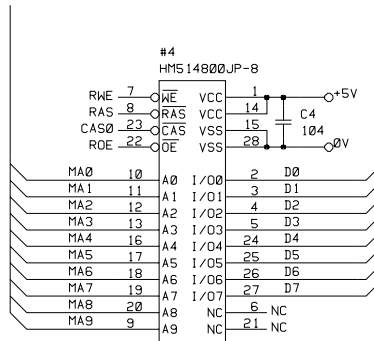 #4
HM514800JP-8
RWE 7 WE VCC 1 +5V
RAS 8 RAS VCC 14
CAS0 23 CAS VSS 15 C4 104
ROE 22 OE VSS 28 0V
MA0 10 A0 I/O0 2 D0
MA1 11 A1 I/O1 3 D1
MA2 12 A2 I/O2 4 D2
MA3 13 A3 I/O3 5 D3
MA4 16 A4 I/O4 24 D4
MA5 17 A5 I/O5 25 D5
MA6 18 A6 I/O6 26 D6
MA7 19 A7 I/O7 27 D7
MA8 20 A8 NC 6 NC
MA9 9 A9 NC 21 NC